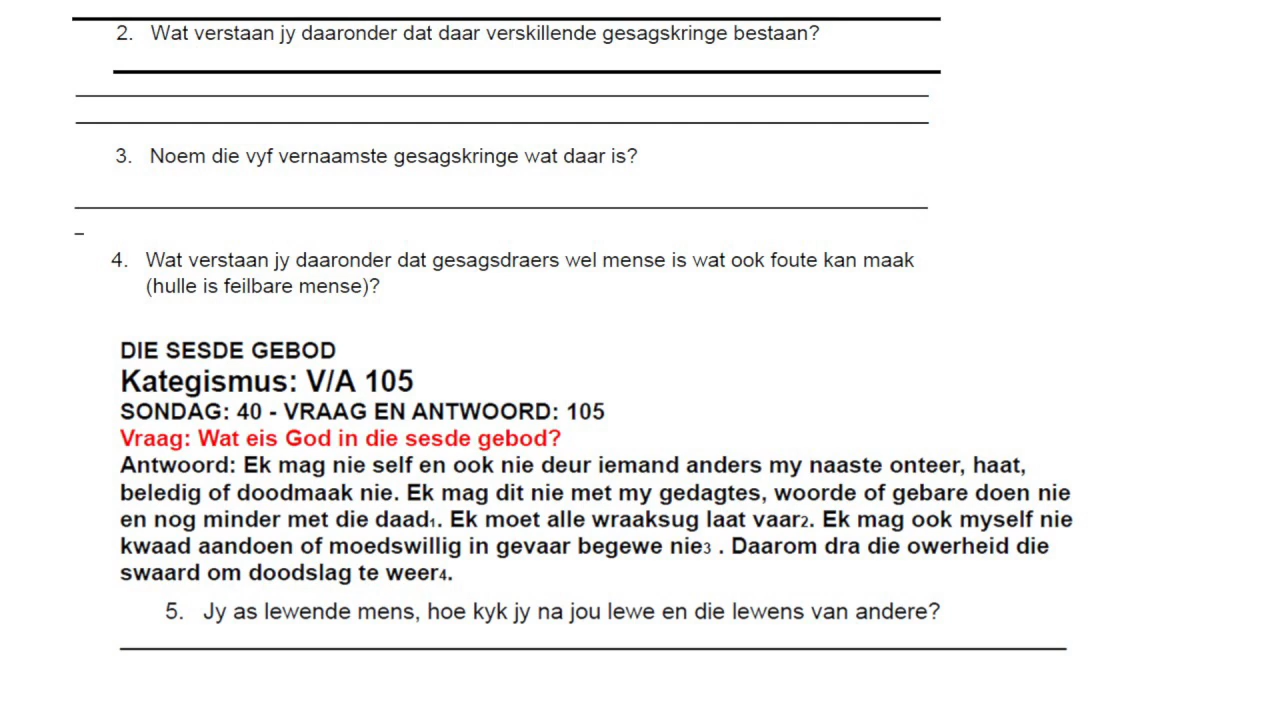 2. Wat verstaan jy daaronder dat daar verskillende gesagskringe bestaan?
3. Noem die vyf vernaamste gesagskringe wat daar is?
4. Wat verstaan jy daaronder dat gesagsdraers wel mense is wat ook foute kan maak
(hulle is feilbare mense)?
DIE SESDE GEBOD
Kategismus: V/A 105
SONDAG: 40 - VRAAG EN ANTWOORD: 105
Vraag: Wat eis God in die sesde gebod?
Antwoord: Ek mag nie self en ook nie deur iemand anders my naaste onteer, haat,
beledig of doodmaak nie. Ek mag dit nie met my gedagtes, woorde of gebare doen nie
en nog minder met die daad1. Ek moet alle wraaksug laat vaar2. Ek mag ook myself nie
kwaad aandoen of moedswillig in gevaar begewe nie3 . Daarom dra die owerheid die
swaard om doodslag te weer4.
5. Jy as lewende mens, hoe kyk jy na jou lewe en die lewens van andere?